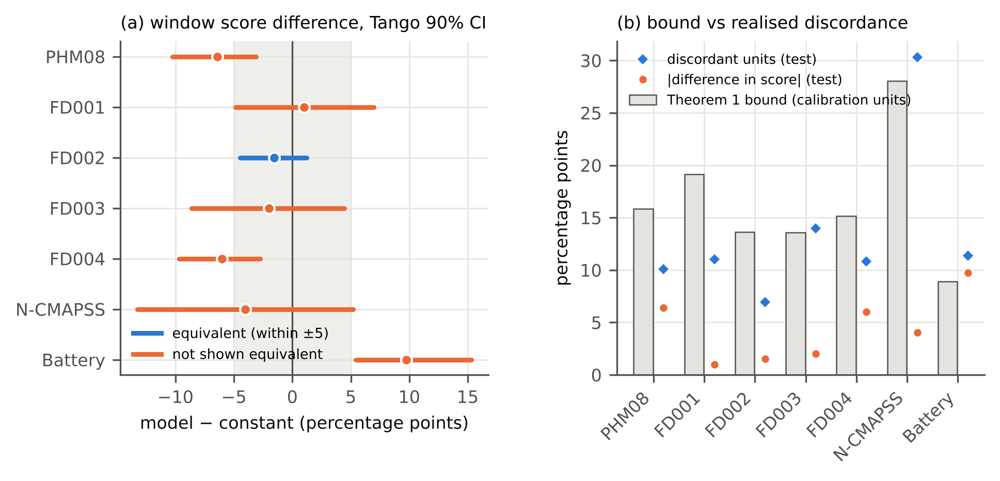 (a) window score difference, Tango 90% CI
PHM08
FD001
FD002
FD003
FD004
N-CMAPSS
Battery
equivalent (within ±5)
not shown equivalent
−10
−5
0
5
10
15
model − constant (percentage points)
(b) bound vs realised discordance
discordant units (test)
|difference in score| (test)
Theorem 1 bound (calibration units)
percentage points
30
25
20
15
10
5
0
PHM08
FD001
FD002
FD003
FD004
N-CMAPSS
Battery